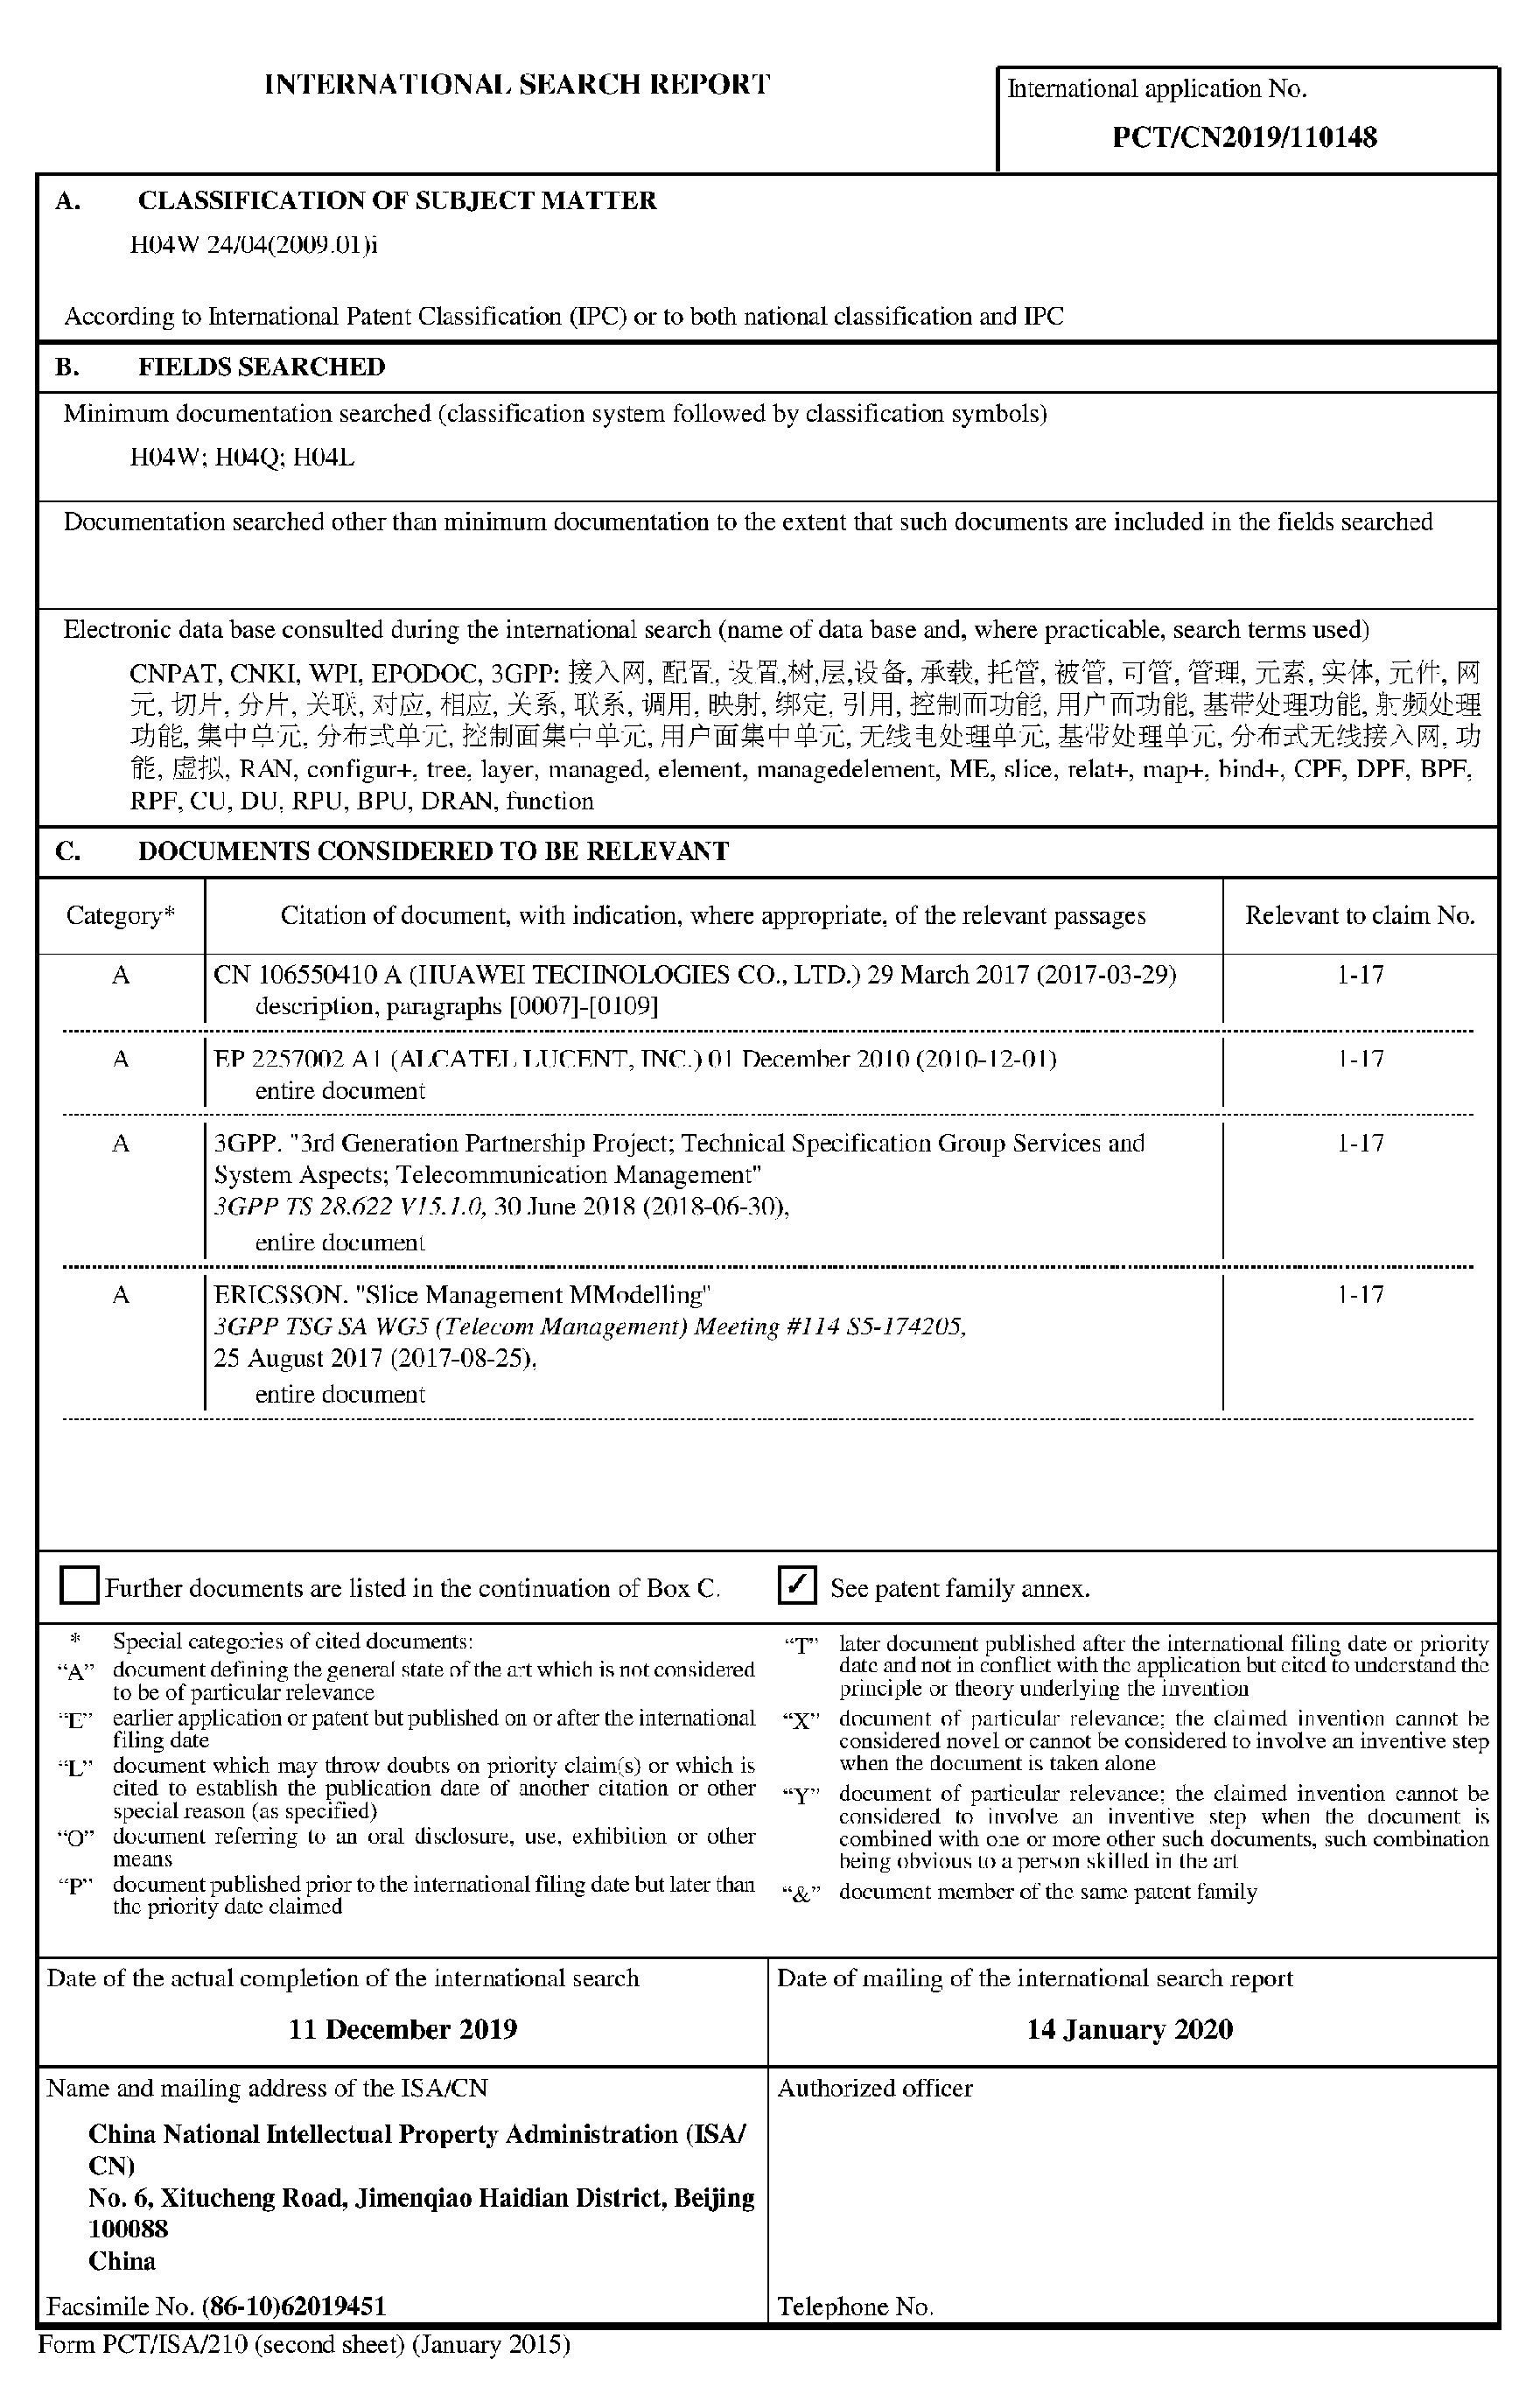 INTERNATIONAL SEARCH REPORT
International application No.
PCT/CN2019/110148
A. CLASSIFICATION OF SUBJECT MATTER
H04W 24/04(2009.01)i
According to International Patent Classification (IPC) or to both national classification and IPC
B. FIELDS SEARCHED
Minimum documentation searched (classification system followed by classification symbols)
H04W; H04Q; H04L
Documentation searched other than minimum documentation to the extent that such documents are included in the fields searched
Electronic data base consulted during the international search (name of data base and, where practicable, search terms used)
CNPAT, CNKI, WPI, EPODOC, 3GPP: 接入网, 配置, 设置,树,层,设备, 承载, 托管, 被管, 可管, 管理, 元素, 实体, 元件, 网
元, 切片, 分片, 关联, 对应, 相应, 关系, 联系, 调用, 映射, 绑定, 引用, 控制面功能, 用户面功能, 基带处理功能, 射频处理
功能, 集中单元, 分布式单元, 控制面集中单元, 用户面集中单元, 无线电处理单元, 基带处理单元, 分布式无线接入网, 功
能, 虚拟, RAN, configur+, tree, layer, managed, element, managedelement, ME, slice, relat+, map+, bind+, CPF, DPF, BPF,
RPF, CU, DU, RPU, BPU, DRAN, function
C. DOCUMENTS CONSIDERED TO BE RELEVANT
Category* Citation of document, with indication, where appropriate, of the relevant passages Relevant to claim No.
A CN 106550410 A (HUAWEI TECHNOLOGIES CO., LTD.) 29 March 2017 (2017-03-29) 1-17
description, paragraphs [0007]-[0109]
A EP 2257002 A1 (ALCATEL LUCENT, INC.) 01 December 2010 (2010-12-01) 1-17
entire document
A 3GPP. "3rd Generation Partnership Project; Technical Specification Group Services and 1-17
System Aspects; Telecommunication Management"
3GPP TS 28.622 V15.1.0, 30 June 2018 (2018-06-30),
entire document
A ERICSSON. "Slice Management MModelling" 1-17
3GPP TSG SA WG5 (Telecom Management) Meeting #114 S5-174205,
25 August 2017 (2017-08-25),
entire document
Further documents are listed in the continuation of Box C.
✓ See patent family annex.
* Special categories of cited documents:
“A” document defining the general state of the art which is not considered
to be of particular relevance
“E” earlier application or patent but published on or after the international
filing date
“L” document which may throw doubts on priority claim(s) or which is
cited to establish the publication date of another citation or other
special reason (as specified)
“O” document referring to an oral disclosure, use, exhibition or other
means
“P” document published prior to the international filing date but later than
the priority date claimed
“T” later document published after the international filing date or priority
date and not in conflict with the application but cited to understand the
principle or theory underlying the invention
“X” document of particular relevance; the claimed invention cannot be
considered novel or cannot be considered to involve an inventive step
when the document is taken alone
“Y” document of particular relevance; the claimed invention cannot be
considered to involve an inventive step when the document is
combined with one or more other such documents, such combination
being obvious to a person skilled in the art
“&” document member of the same patent family
Date of the actual completion of the international search
11 December 2019
Date of mailing of the international search report
14 January 2020
Name and mailing address of the ISA/CN
China National Intellectual Property Administration (ISA/
CN)
No. 6, Xitucheng Road, Jimenqiao Haidian District, Beijing
100088
China
Facsimile No. (86-10)62019451
Authorized officer
Telephone No.
Form PCT/ISA/210 (second sheet) (January 2015)